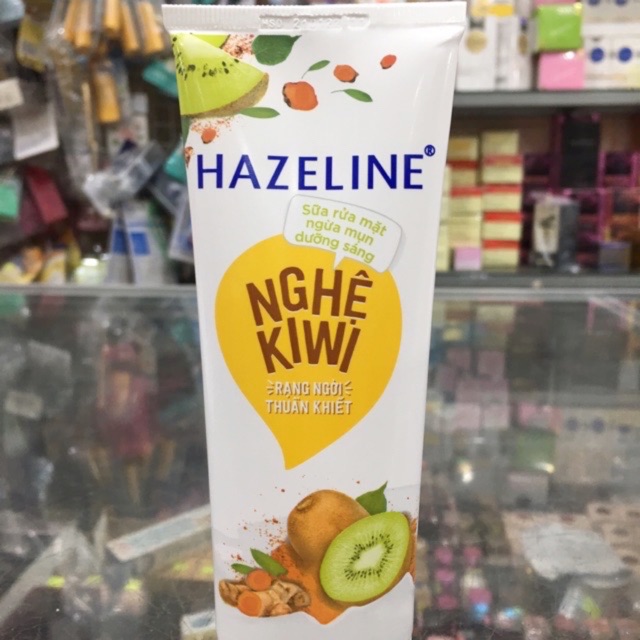 HAZELINE®
Sữa rửa mặt
ngừa mụn
dưỡng sáng
NGHỆ
KIWI
RẠNG NGỜI
THUẦN KHIẾT